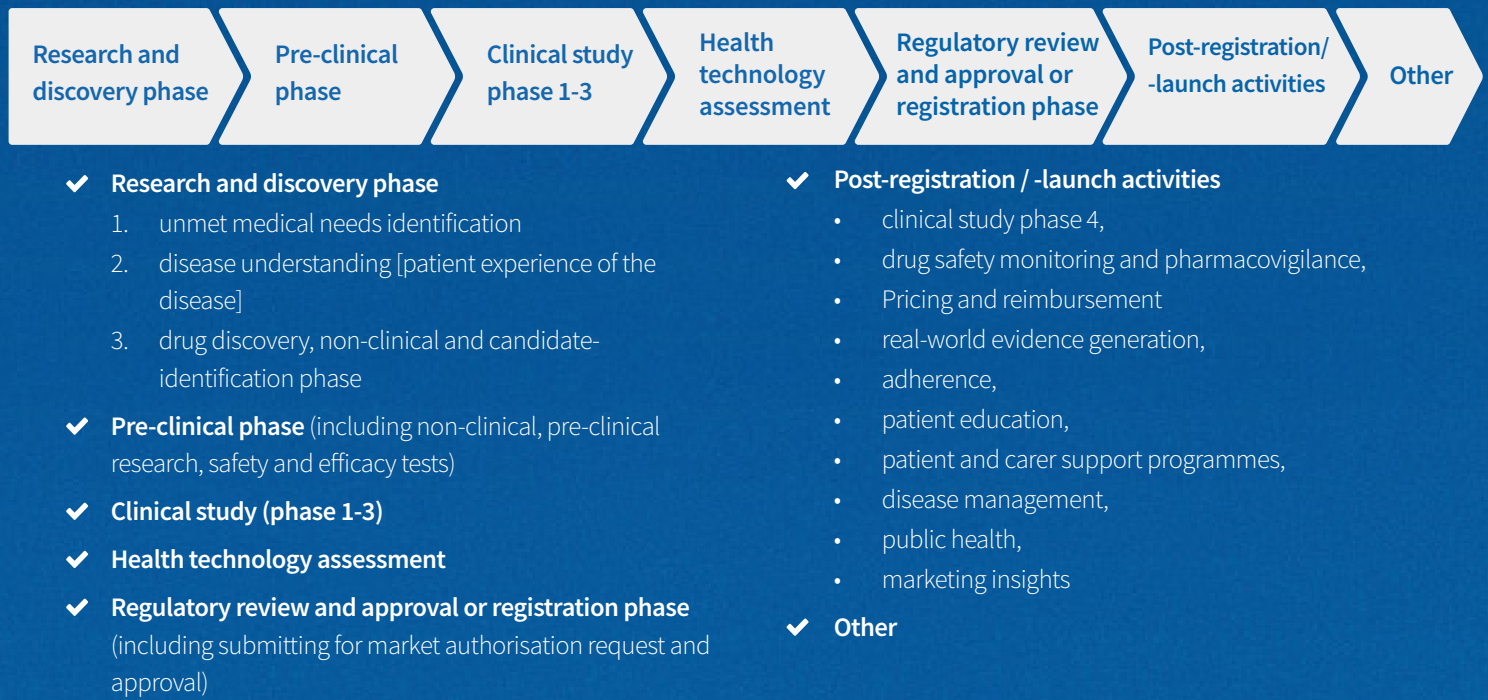 Research and
discovery phase
Pre-clinical
phase
Clinical study
phase 1-3
Health
technology
assessment
Regulatory review
and approval or
registration phase
Post-registration/
-launch activities
Other
✔ Research and discovery phase
1. unmet medical needs identification
2. disease understanding [patient experience of the
disease]
3. drug discovery, non-clinical and candidate-
identification phase
✔ Pre-clinical phase (including non-clinical, pre-clinical
research, safety and efficacy tests)
✔ Clinical study (phase 1-3)
✔ Health technology assessment
✔ Regulatory review and approval or registration phase
(including submitting for market authorisation request and
approval)
✔ Post-registration / -launch activities
• clinical study phase 4,
• drug safety monitoring and pharmacovigilance,
• Pricing and reimbursement
• real-world evidence generation,
• adherence,
• patient education,
• patient and carer support programmes,
• disease management,
• public health,
• marketing insights
✔ Other